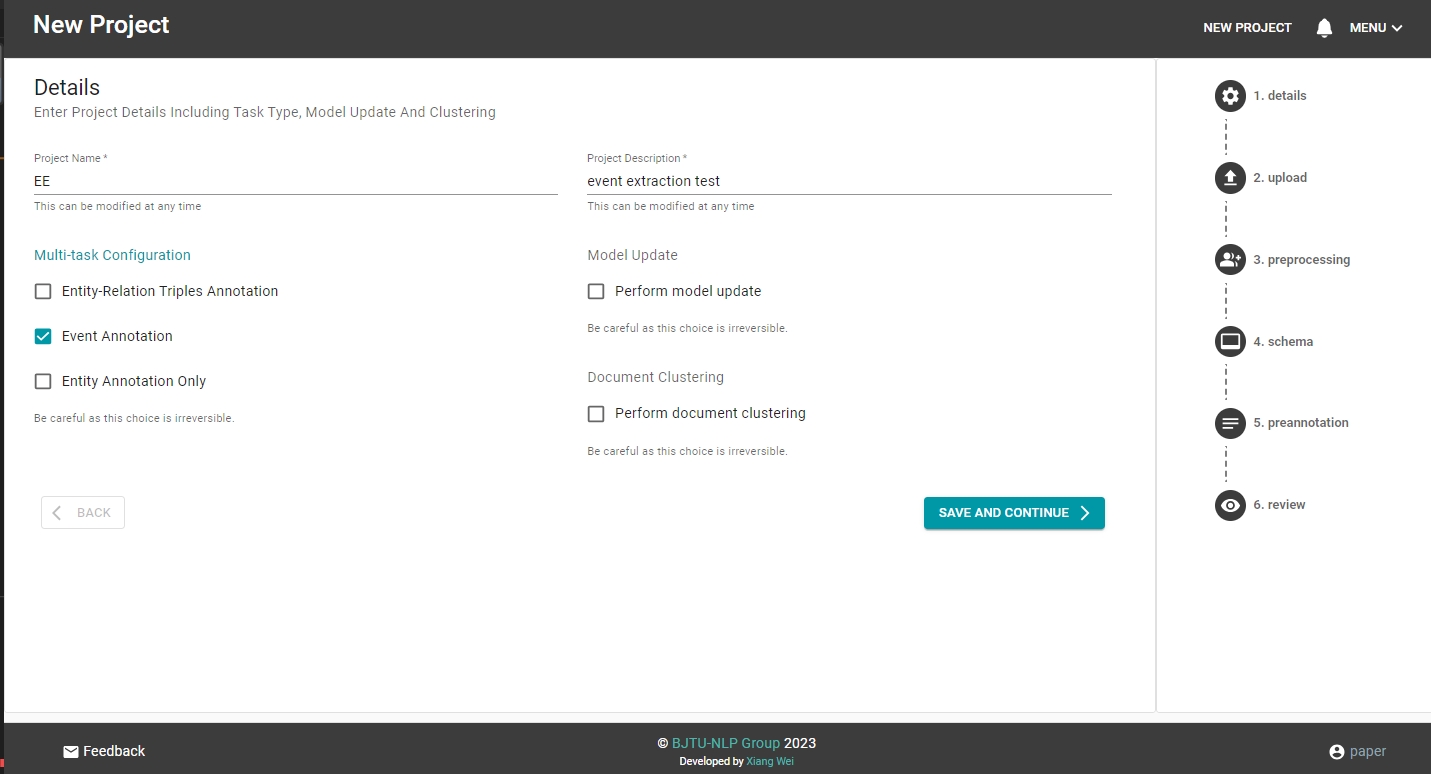 New Project
NEW PROJECT MENU
Details
Enter Project Details Including Task Type, Model Update And Clustering
Project Name *
EE
This can be modified at any time
Project Description *
event extraction test
This can be modified at any time
Multi-task Configuration
Entity-Relation Triples Annotation
Event Annotation
Entity Annotation Only
Be careful as this choice is irreversible.
Model Update
Perform model update
Be careful as this choice is irreversible.
Document Clustering
Perform document clustering
Be careful as this choice is irreversible.
BACK
SAVE AND CONTINUE
1. details
2. upload
3. preprocessing
4. schema
5. preannotation
6. review
Feedback
© BJTU-NLP Group 2023
Developed by Xiang Wei
paper